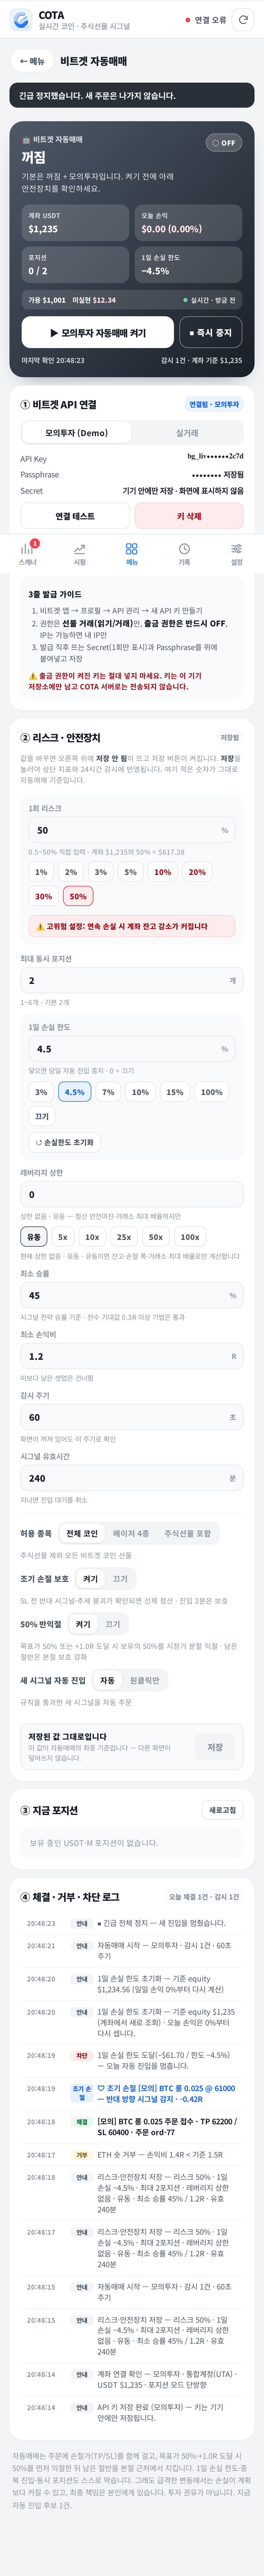 COTA
실시간 코인 · 주식선물 시그널
연결 오류
← 메뉴
비트겟 자동매매
긴급 정지했습니다. 새 주문은 나가지 않습니다.
🤖 비트겟 자동매매
OFF
꺼짐
기본은 꺼짐 + 모의투자입니다. 켜기 전에 아래
안전장치를 확인하세요.
계좌 USDT
$1,235
오늘 손익
$0.00 (0.00%)
포지션
0 / 2
1일 손실 한도
−4.5%
가용 $1,001 미실현 $12.34
실시간 · 방금 전
▶ 모의투자 자동매매 켜기
■ 즉시 중지
마지막 확인 20:48:23
감시 1건 · 계좌 기준 $1,235
① 비트겟 API 연결
연결됨 · 모의투자
모의투자 (Demo)
실거래
API Key
bg_liv••••••2c7d
Passphrase
•••••••• 저장됨
Secret
기기 안에만 저장 · 화면에 표시하지 않음
연결 테스트
키 삭제
1
스캐너
시황
메뉴
기록
설정
3줄 발급 가이드
1. 비트겟 앱 → 프로필 → API 관리 → 새 API 키 만들기
2. 권한은 선물 거래(읽기/거래)만, 출금 권한은 반드시 OFF,
IP는 가능하면 내 IP만
3. 발급 직후 뜨는 Secret(1회만 표시)과 Passphrase를 위에
붙여넣고 저장
⚠️ 출금 권한이 켜진 키는 절대 넣지 마세요. 키는 이 기기
저장소에만 남고 COTA 서버로는 전송되지 않습니다.
② 리스크 · 안전장치
저장됨
값을 바꾸면 오른쪽 위에 저장 안 됨이 뜨고 저장 버튼이 켜집니다. 저장을
눌러야 상단 지표와 24시간 감시에 반영됩니다. 여기 적은 숫자가 그대로
자동매매 기준입니다.
1회 리스크
50 %
0.5~50% 직접 입력 · 계좌 $1,235의 50% = $617.28
1% 2% 3% 5% 10% 20%
30% 50%
⚠️ 고위험 설정: 연속 손실 시 계좌 잔고 감소가 커집니다
최대 동시 포지션
2 개
1~6개 · 기본 2개
1일 손실 한도
4.5 %
닿으면 당일 자동 진입 중지 · 0 = 끄기
3% 4.5% 7% 10% 15% 100%
끄기
↺ 손실한도 초기화
레버리지 상한
0
상한 없음 · 유동 — 청산 안전마진·거래소 최대 배율까지만
유동 5x 10x 25x 50x 100x
현재 상한 없음 · 유동 · 유동이면 잔고·손절 폭·거래소 최대 배율로만 계산합니다
최소 승률
45 %
시그널 전략 승률 기준 · 전수 기대값 0.3R 이상 기법은 통과
최소 손익비
1.2 R
이보다 낮은 셋업은 건너뜀
감시 주기
60 초
화면이 꺼져 있어도 이 주기로 확인
시그널 유효시간
240 분
지나면 진입 대기를 취소
허용 종목
전체 코인 메이저 4종 주식선물 포함
주식선물 제외 모든 비트겟 코인 선물
조기 손절 보호
켜기 끄기
SL 전 반대 시그널·추세 붕괴가 확인되면 선제 청산 · 진입 2분은 보호
50% 반익절
켜기 끄기
목표가 50% 또는 +1.0R 도달 시 보유의 50%를 시장가 분할 익절 · 남은
절반은 본절 보호 강화
새 시그널 자동 진입
자동 원클릭만
규칙을 통과한 새 시그널을 자동 주문
저장된 값 그대로입니다
이 값이 자동매매의 최종 기준입니다 — 다른 화면이
덮어쓰지 않습니다.
저장
③ 지금 포지션
새로고침
보유 중인 USDT-M 포지션이 없습니다.
④ 체결 · 거부 · 차단 로그
오늘 체결 1건 · 감시 1건
20:48:23 안내 ■ 긴급 전체 정지 — 새 진입을 멈췄습니다.
20:48:21 안내 자동매매 시작 — 모의투자 · 감시 1건 · 60초
주기
20:48:20 안내 1일 손실 한도 초기화 — 기준 equity
$1,234.56 (일일 손익 0%부터 다시 계산)
20:48:20 안내 1일 손실 한도 초기화 — 기준 equity $1,235
(계좌에서 새로 조회) · 오늘 손익은 0%부터
다시 셉니다.
20:48:19 차단 1일 손실 한도 도달(−$61.70 / 한도 −4.5%)
— 오늘 자동 진입을 멈춥니다.
20:48:19 조기 손
절 🛡 조기 손절 [모의] BTC 롱 0.025 @ 61000
— 반대 방향 시그널 감지 · -0.42R
20:48:18 체결 [모의] BTC 롱 0.025 주문 접수 · TP 62200 /
SL 60400 · 주문 ord-77
20:48:17 거부 ETH 숏 거부 — 손익비 1.4R < 기준 1.5R
20:48:18 안내 리스크·안전장치 저장 — 리스크 50% · 1일
손실 −4.5% · 최대 2포지션 · 레버리지 상한
없음 · 유동 · 최소 승률 45% / 1.2R · 유효
240분
20:48:17 안내 리스크·안전장치 저장 — 리스크 50% · 1일
손실 −4.5% · 최대 2포지션 · 레버리지 상한
없음 · 유동 · 최소 승률 45% / 1.2R · 유효
240분
20:48:15 안내 자동매매 시작 — 모의투자 · 감시 1건 · 60초
주기
20:48:15 안내 리스크·안전장치 저장 — 리스크 50% · 1일
손실 −4.5% · 최대 2포지션 · 레버리지 상한
없음 · 유동 · 최소 승률 45% / 1.2R · 유효
240분
20:48:14 안내 계좌 연결 확인 — 모의투자 · 통합계정(UTA) ·
USDT $1,235 · 포지션 모드 단방향
20:48:14 안내 API 키 저장 완료 (모의투자) — 키는 기기
안에만 저장됩니다.
자동매매는 주문에 손절가(TP/SL)를 함께 걸고, 목표가 50%·+1.0R 도달 시
50%를 먼저 익절한 뒤 남은 절반을 본절 근처에서 지킵니다. 1일 손실 한도·중
복 진입·동시 포지션도 스스로 막습니다. 그래도 급격한 변동에서는 손실이 계획
보다 커질 수 있고, 최종 책임은 본인에게 있습니다. 투자 권유가 아닙니다. 지금
자동 진입 후보 1건.